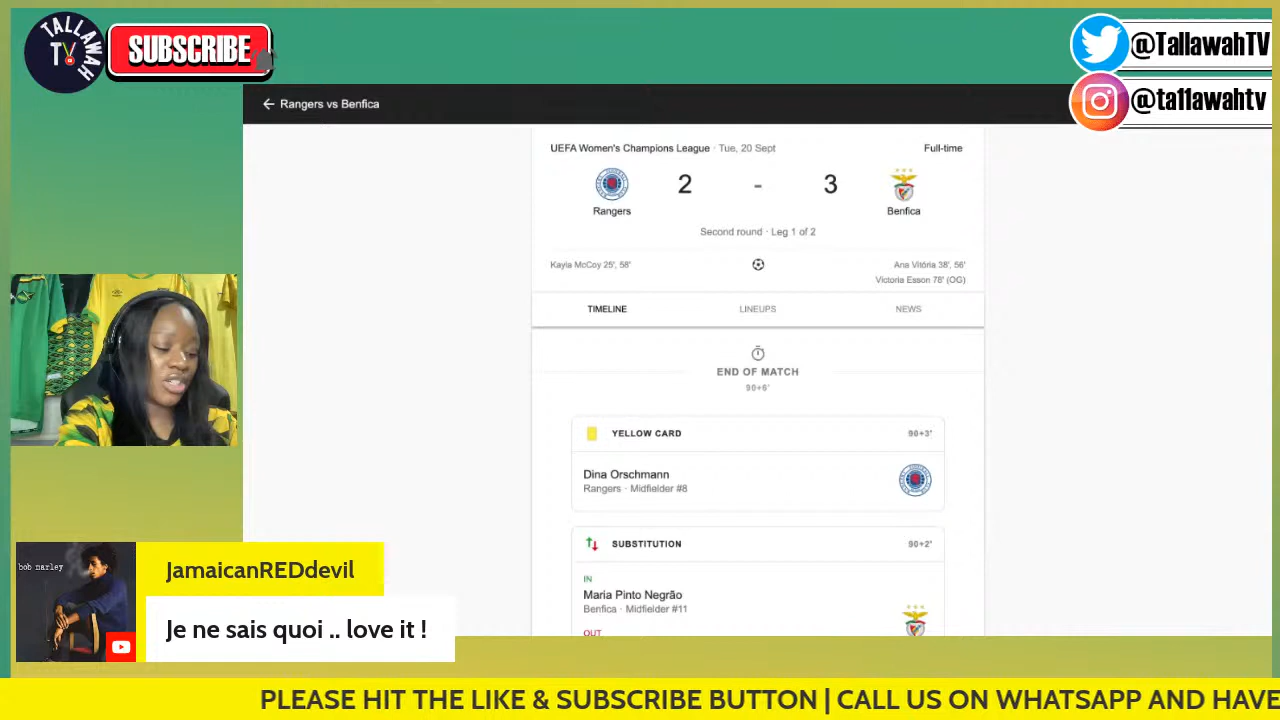 TALLAWAH
TV
SUBSCRIBE
@TallawahTV
@ta11awahtv
Rangers vs Benfica
UEFA Women's Champions League · Tue, 20 Sept
Full-time
2 - 3
Rangers
Benfica
Second round · Leg 1 of 2
Kayla McCoy 25', 58'
Ana Vitória 38', 56'
Victoria Esson 78' (OG)
TIMELINE
LINEUPS
NEWS
END OF MATCH
90+6'
YELLOW CARD
90+3'
Dina Orschmann
Rangers · Midfielder #8
SUBSTITUTION
90+2'
IN
Maria Pinto Negrão
Benfica · Midfielder #11
OUT
bob marley
JamaicanREDdevil
Je ne sais quoi .. love it !
PLEASE HIT THE LIKE & SUBSCRIBE BUTTON | CALL US ON WHATSAPP AND HAVE